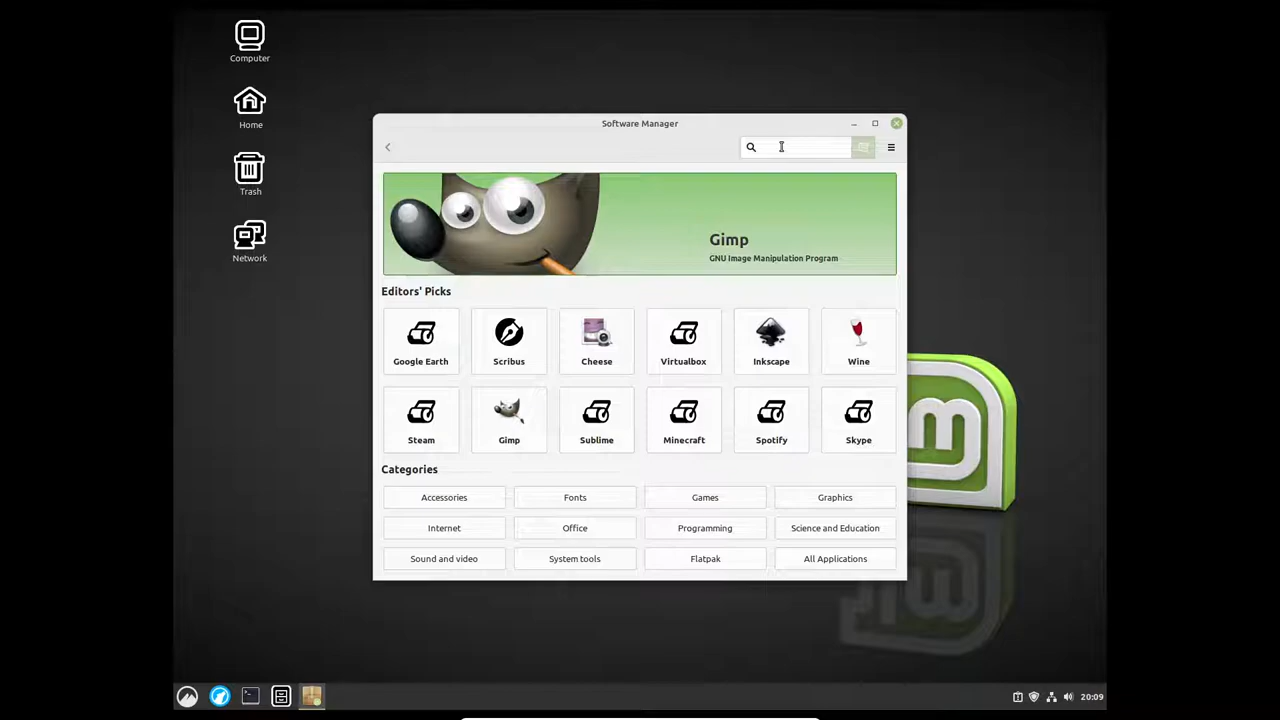 Computer
Home
Trash
Network
Software Manager
Gimp
GNU Image Manipulation Program
Editors' Picks
Google Earth
Scribus
Cheese
Virtualbox
Inkscape
Wine
Steam
Gimp
Sublime
Minecraft
Spotify
Skype
Categories
Accessories
Fonts
Games
Graphics
Internet
Office
Programming
Science and Education
Sound and video
System tools
Flatpak
All Applications
20:09